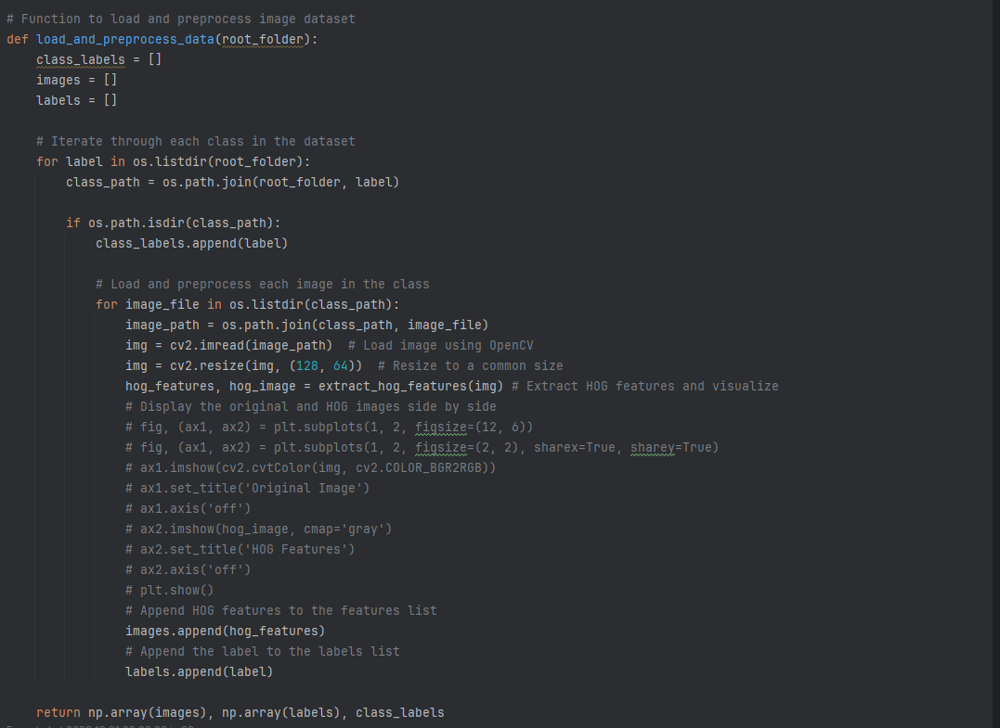 # Function to load and preprocess image dataset
def load_and_preprocess_data(root_folder):
    class_labels = []
    images = []
    labels = []

    # Iterate through each class in the dataset
    for label in os.listdir(root_folder):
        class_path = os.path.join(root_folder, label)

        if os.path.isdir(class_path):
            class_labels.append(label)

            # Load and preprocess each image in the class
            for image_file in os.listdir(class_path):
                image_path = os.path.join(class_path, image_file)
                img = cv2.imread(image_path)  # Load image using OpenCV
                img = cv2.resize(img, (128, 64))  # Resize to a common size
                hog_features, hog_image = extract_hog_features(img) # Extract HOG features and visualize
                # Display the original and HOG images side by side
                # fig, (ax1, ax2) = plt.subplots(1, 2, figsize=(12, 6))
                # fig, (ax1, ax2) = plt.subplots(1, 2, figsize=(2, 2), sharex=True, sharey=True)
                # ax1.imshow(cv2.cvtColor(img, cv2.COLOR_BGR2RGB))
                # ax1.set_title('Original Image')
                # ax1.axis('off')
                # ax2.imshow(hog_image, cmap='gray')
                # ax2.set_title('HOG Features')
                # ax2.axis('off')
                # plt.show()
                # Append HOG features to the features list
                images.append(hog_features)
                # Append the label to the labels list
                labels.append(label)

    return np.array(images), np.array(labels), class_labels